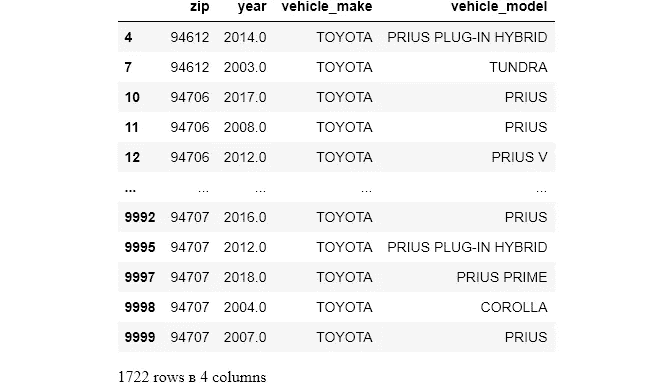 zip year vehicle_make vehicle_model
4 94612 2014.0 TOYOTA PRIUS PLUG-IN HYBRID
7 94612 2003.0 TOYOTA TUNDRA
10 94706 2017.0 TOYOTA PRIUS
11 94706 2008.0 TOYOTA PRIUS
12 94706 2012.0 TOYOTA PRIUS V
... ... ... ... ...
9992 94707 2016.0 TOYOTA PRIUS
9995 94707 2012.0 TOYOTA PRIUS PLUG-IN HYBRID
9997 94707 2018.0 TOYOTA PRIUS PRIME
9998 94707 2004.0 TOYOTA COROLLA
9999 94707 2007.0 TOYOTA PRIUS
1722 rows в 4 columns